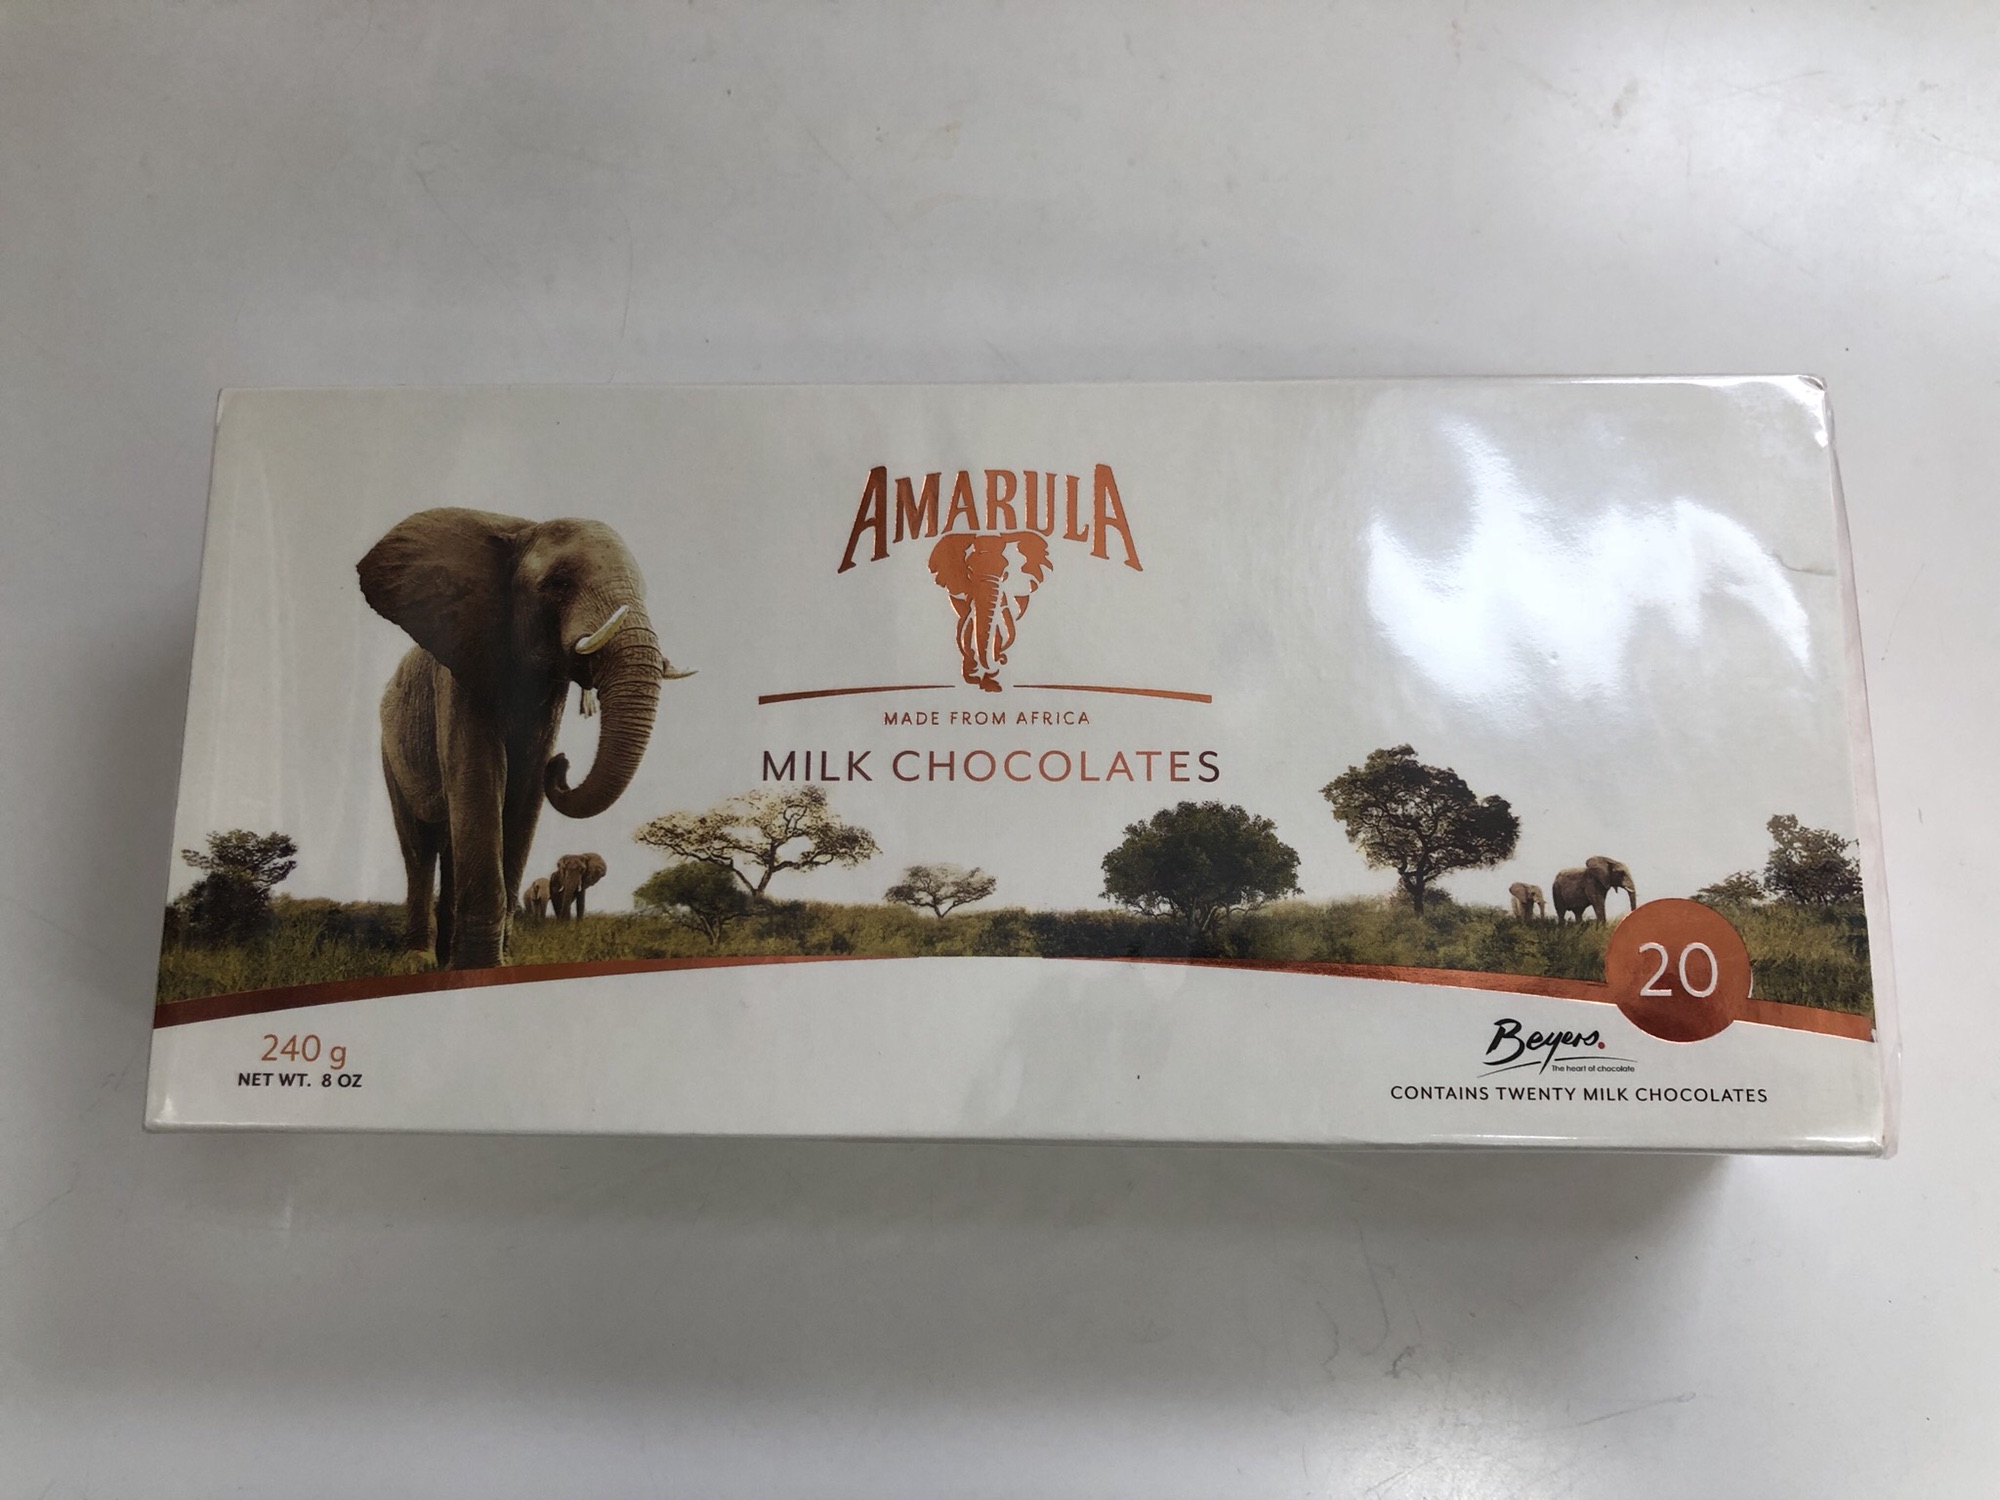 AMARULA
MADE FROM AFRICA
MILK CHOCOLATES
20
240 g
NET WT. 8 OZ
Beyers.
The heart of chocolate
CONTAINS TWENTY MILK CHOCOLATES